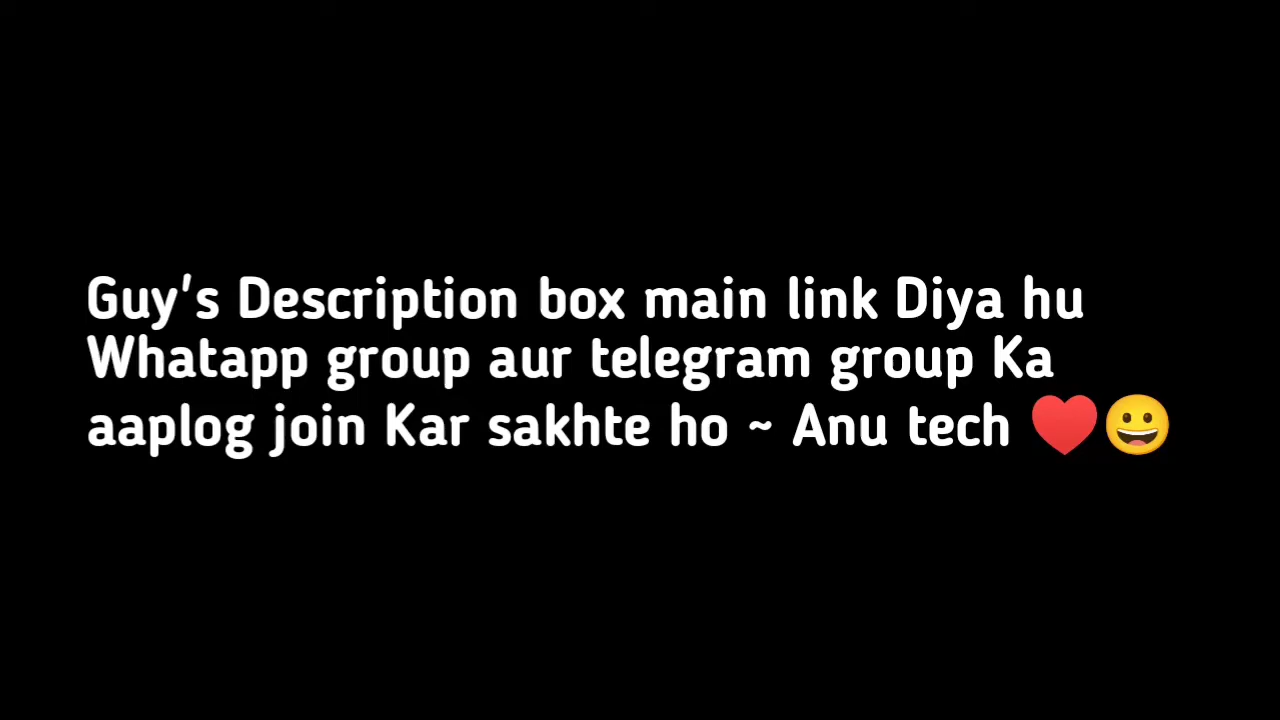 Guy's Description box main link Diya hu
Whatapp group aur telegram group Ka
aaplog join Kar sakhte ho ~ Anu tech ♥️😀